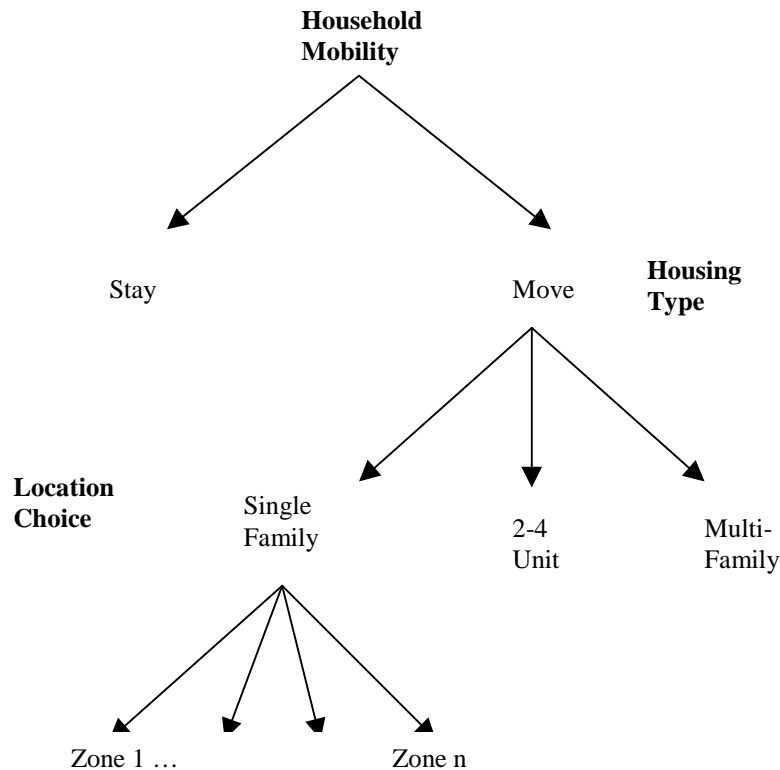 Household
Mobility
Stay
Move
Housing
Type
Location
Choice
Single
Family
2-4
Unit
Multi-
Family
Zone 1 …
Zone n